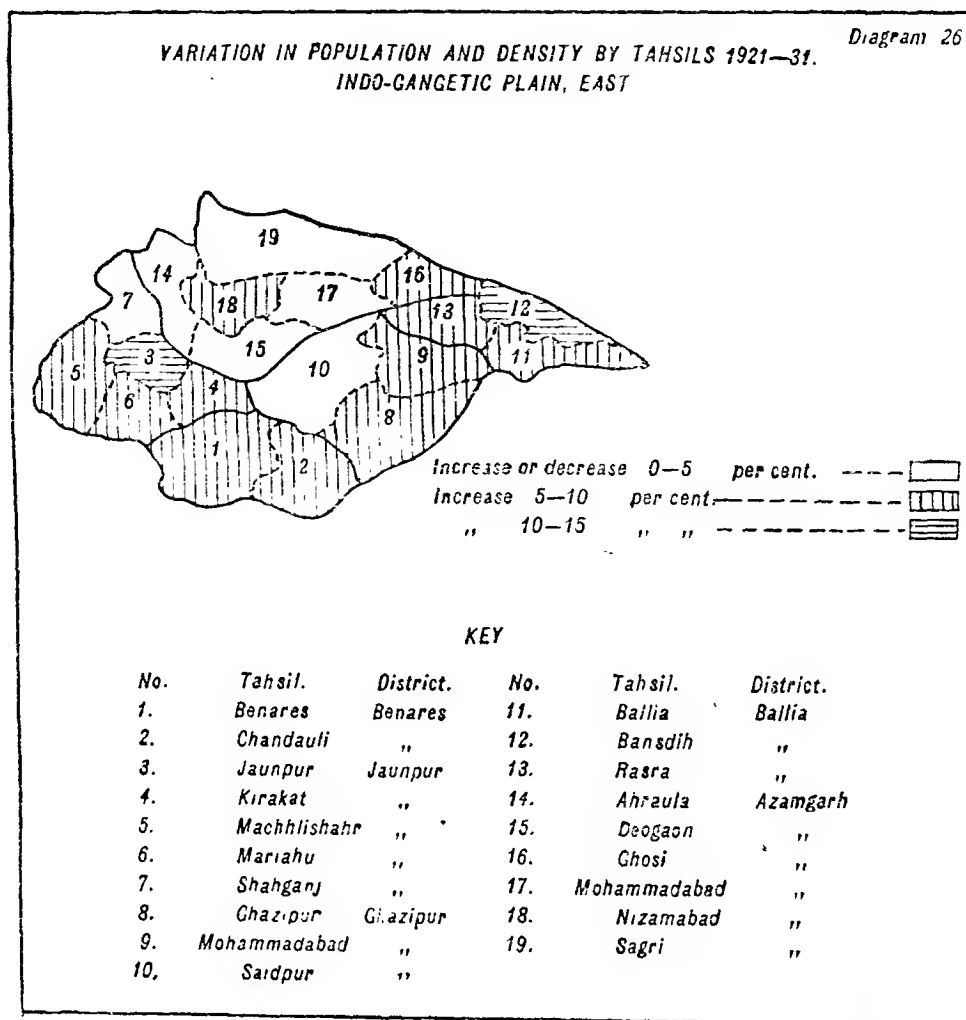 Diagram 26
VARIATION IN POPULATION AND DENSITY BY TAHSILS 1921—31.
INDO-GANGETIC PLAIN, EAST
19
14
16
7
18
17
13
12
15
3
10
9
11
5
4
6
8
1
2
Increase or decrease 0—5 per cent.
Increase 5—10 per cent.
,, 10—15 ,, ,,
KEY
No. Tahsil. District. No. Tahsil. District.
1. Benares Benares 11. Ballia Ballia
2. Chandauli ,, 12. Bansdih ,,
3. Jaunpur Jaunpur 13. Rasra ,,
4. Kirakat ,, 14. Ahraula Azamgarh
5. Machhlishahr ,, 15. Deogaon ,,
6. Mariahu ,, 16. Ghosi ,,
7. Shahganj ,, 17. Mohammadabad ,,
8. Ghazipur Ghazipur 18. Nizamabad ,,
9. Mohammadabad ,, 19. Sagri ,,
10, Saidpur ,,